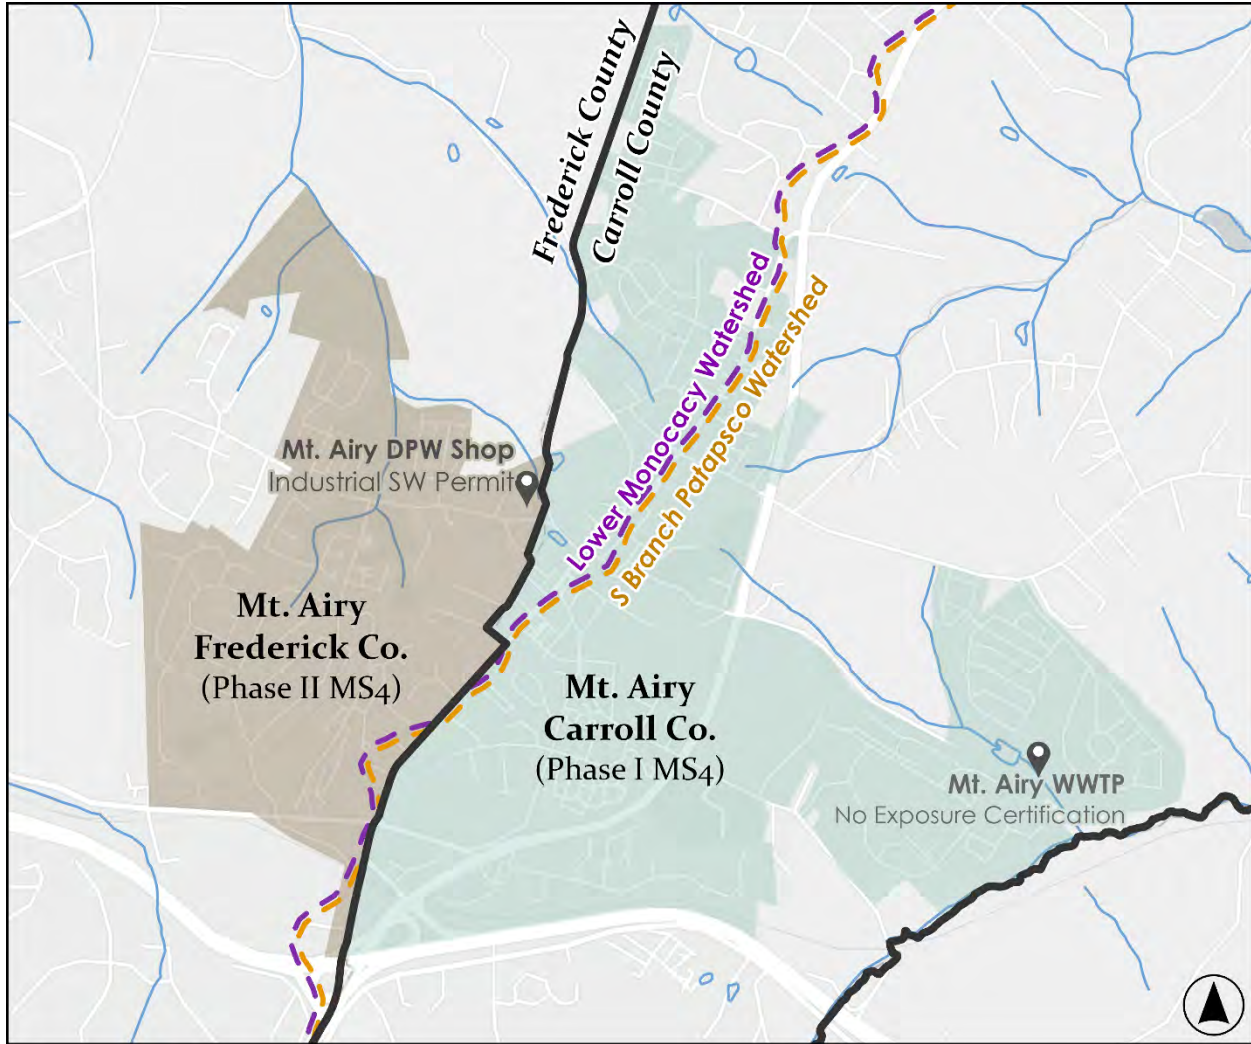 Frederick County
Carroll County
Lower Monocacy Watershed
S Branch Patapsco Watershed
Mt. Airy DPW Shop
Industrial SW Permit
Mt. Airy
Frederick Co.
(Phase II MS4)
Mt. Airy
Carroll Co.
(Phase I MS4)
Mt. Airy WWTP
No Exposure Certification